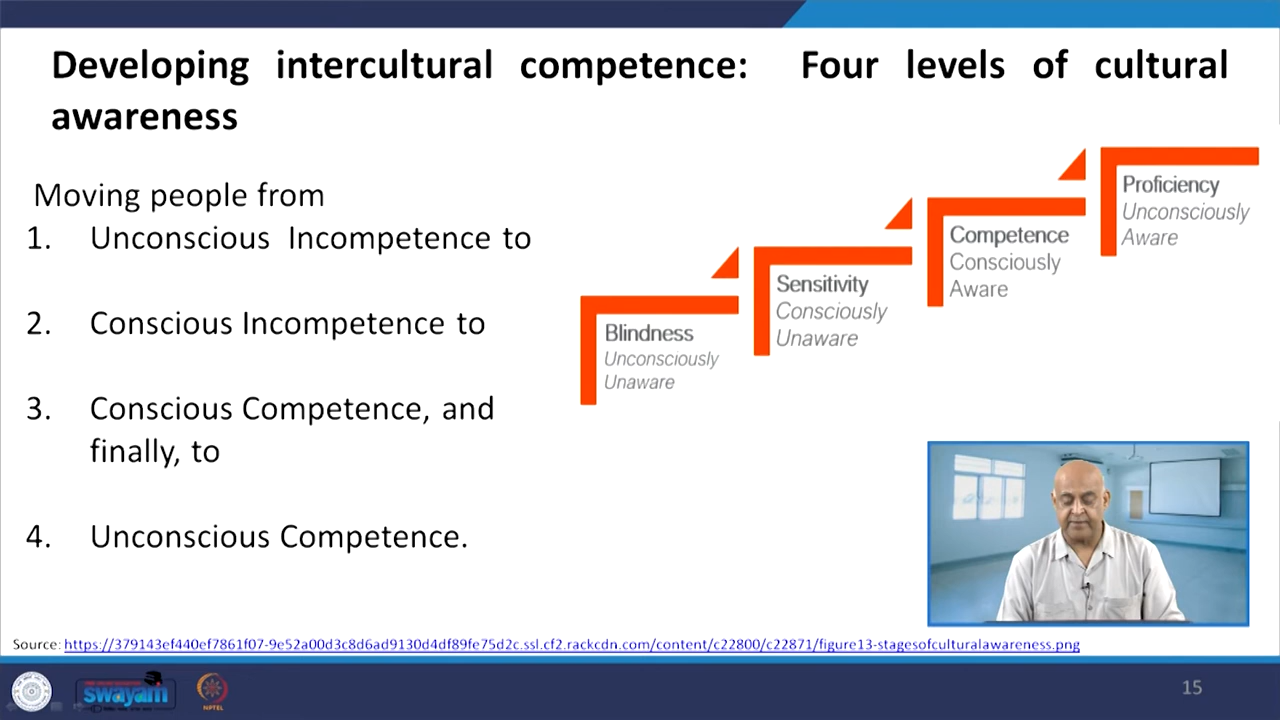 Developing intercultural competence: Four levels of cultural
awareness
Moving people from
1. Unconscious Incompetence to
2. Conscious Incompetence to
3. Conscious Competence, and
finally, to
4. Unconscious Competence.
Blindness
Unconsciously
Unaware
Sensitivity
Consciously
Unaware
Competence
Consciously
Aware
Proficiency
Unconsciously
Aware
Source: https://379143ef440ef7861f07-9e52a00d3c8d6ad9130d4df89fe75d2c.ssl.cf2.rackcdn.com/content/c22800/c22871/figure13-stagesofculturalawareness.png
swayam
NPTEL
15